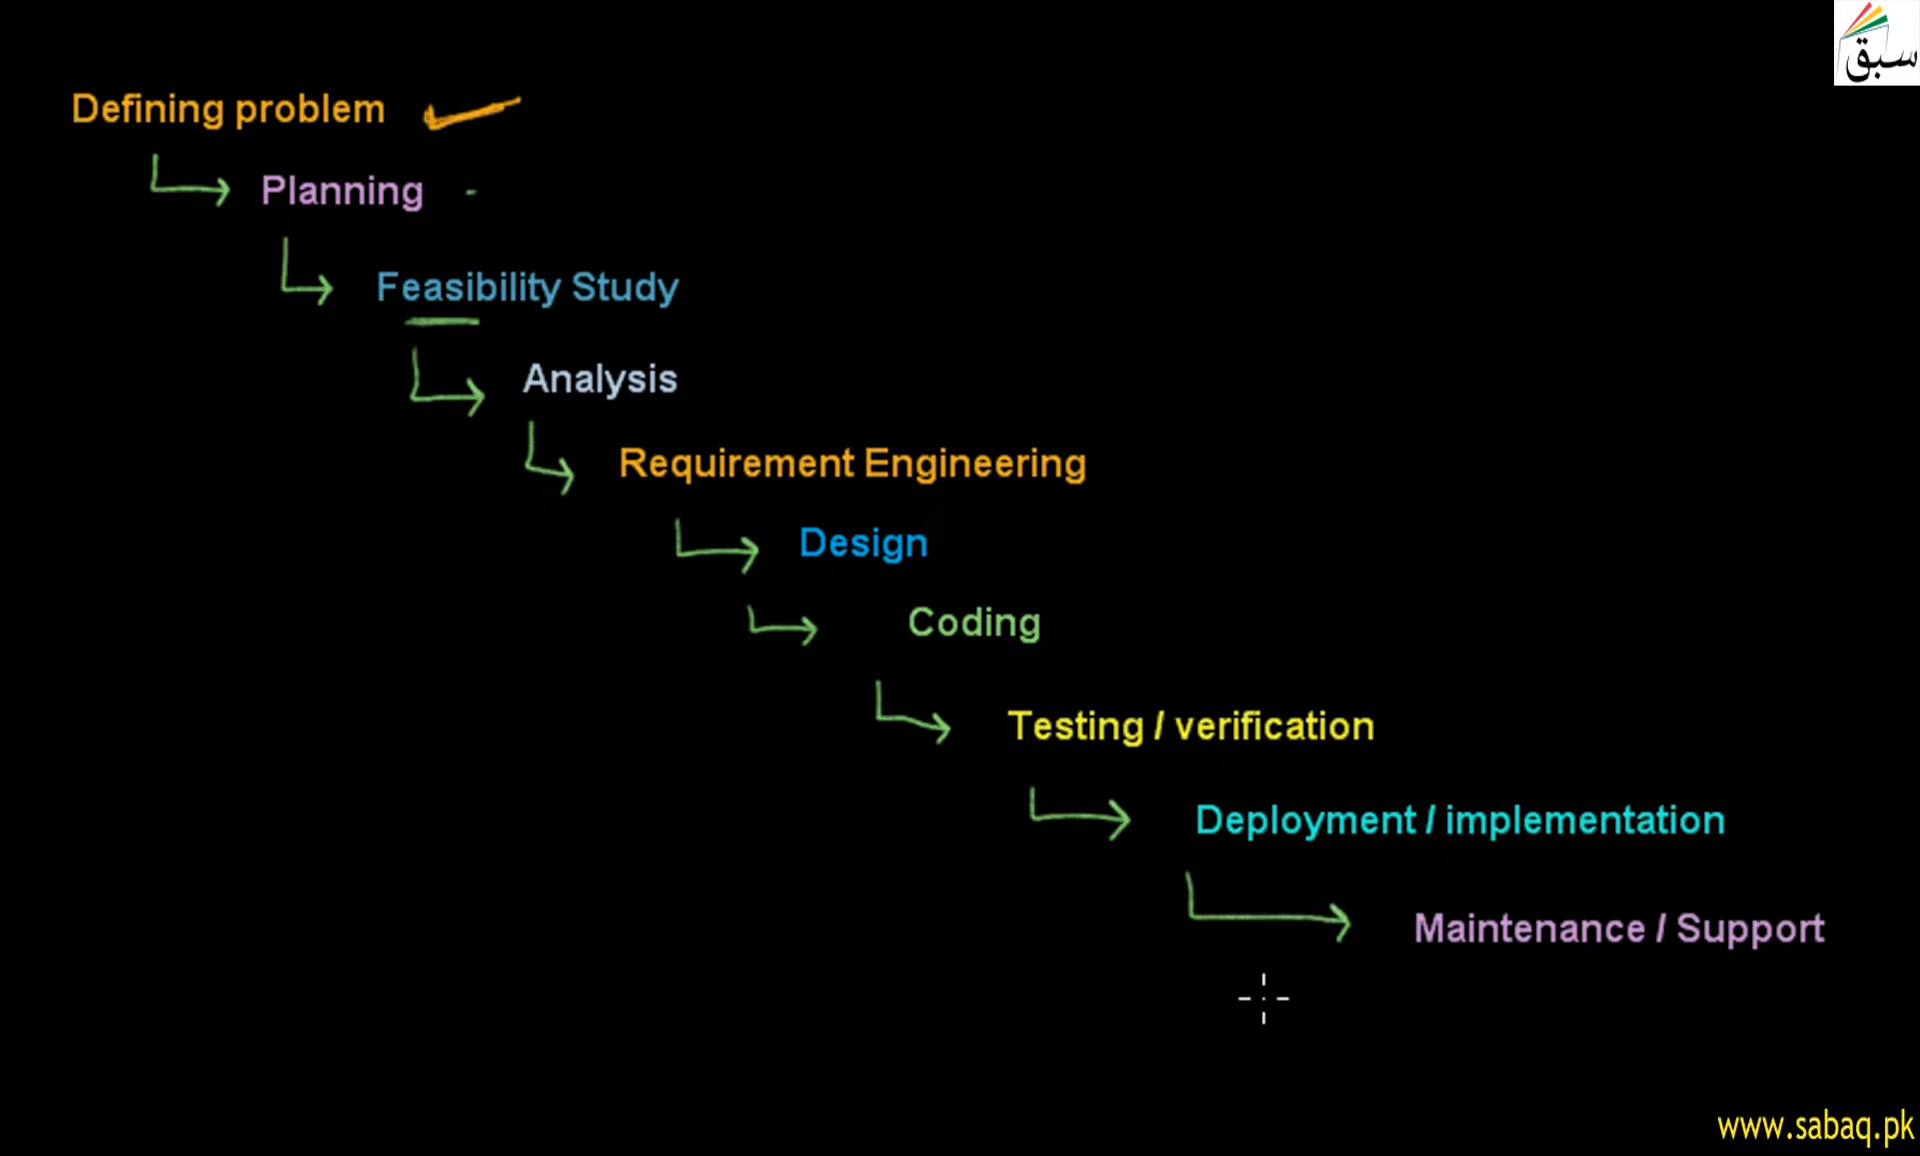 سبق
Defining problem
Planning
Feasibility Study
Analysis
Requirement Engineering
Design
Coding
Testing / verification
Deployment / implementation
Maintenance / Support
www.sabaq.pk